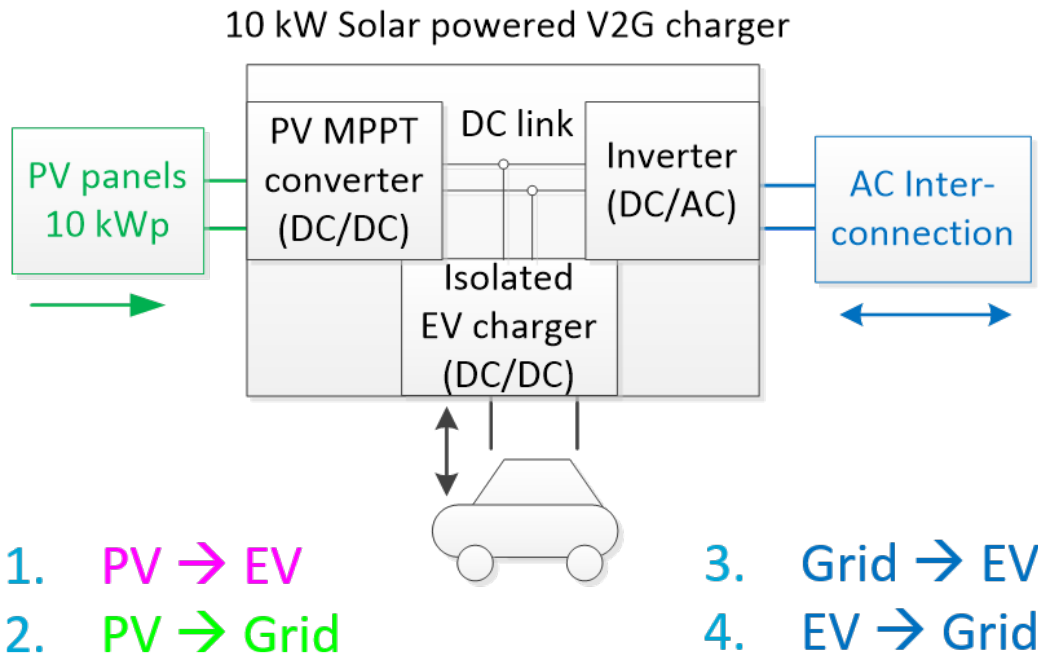 10 kW Solar powered V2G charger
PV panels
10 kWp
PV MPPT
converter
(DC/DC)
DC link
Inverter
(DC/AC)
AC Inter-
connection
Isolated
EV charger
(DC/DC)
1. PV → EV
2. PV → Grid
3. Grid → EV
4. EV → Grid